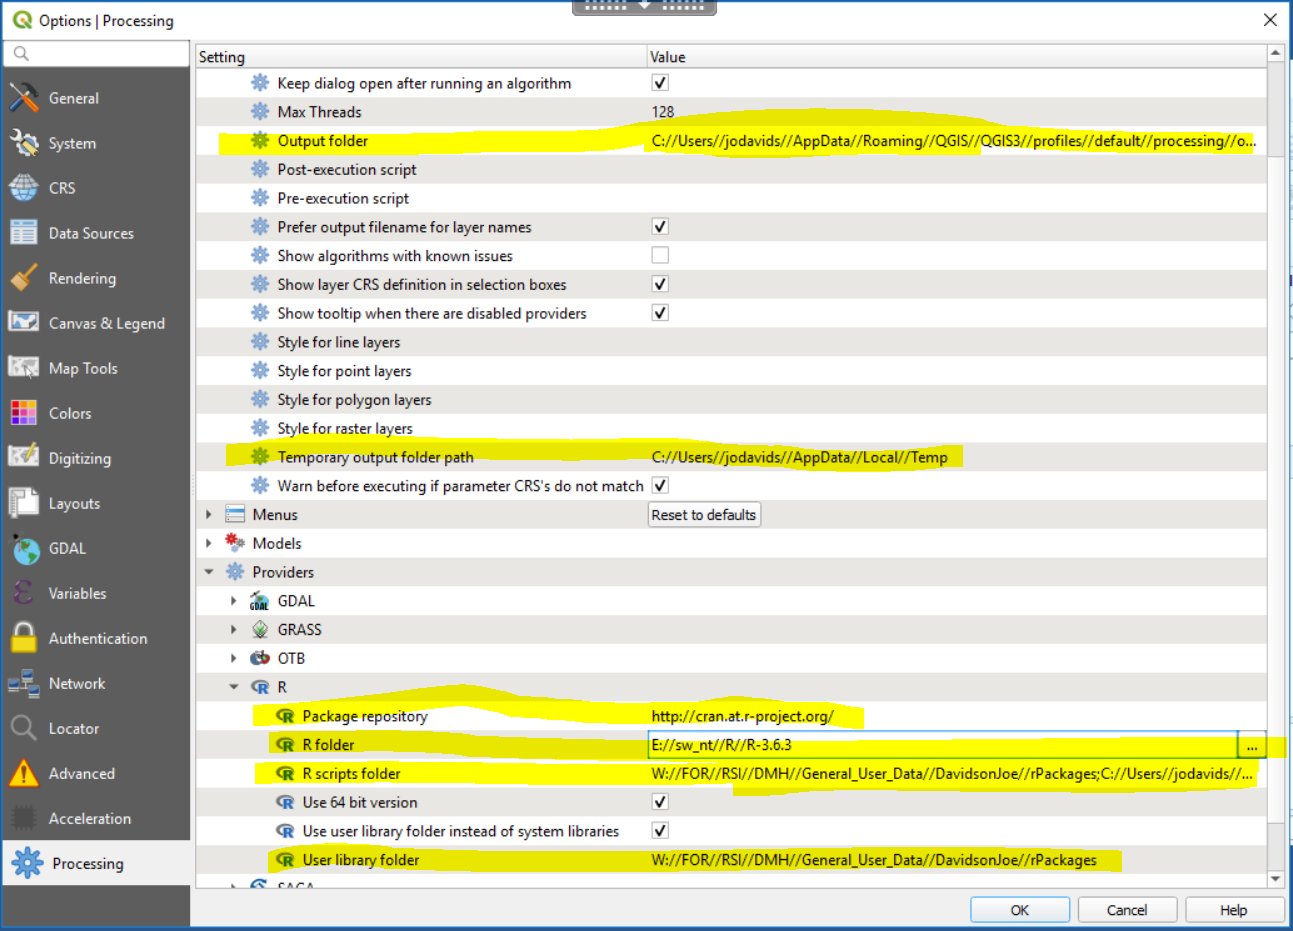 Options | Processing
Setting Value
General
System
CRS
Data Sources
Rendering
Canvas & Legend
Map Tools
Colors
Digitizing
Layouts
GDAL
Variables
Authentication
Network
Locator
Advanced
Acceleration
Processing
Keep dialog open after running an algorithm
Max Threads 128
Output folder C://Users//jodavids//AppData//Roaming//QGIS//QGIS3//profiles//default//processing//o...
Post-execution script
Pre-execution script
Prefer output filename for layer names
Show algorithms with known issues
Show layer CRS definition in selection boxes
Show tooltip when there are disabled providers
Style for line layers
Style for point layers
Style for polygon layers
Style for raster layers
Temporary output folder path C://Users//jodavids//AppData//Local//Temp
Warn before executing if parameter CRS's do not match
Menus Reset to defaults
Models
Providers
GDAL
GRASS
OTB
R
Package repository http://cran.at.r-project.org/
R folder E://sw_nt//R//R-3.6.3 ...
R scripts folder W://FOR//RSI//DMH//General_User_Data//DavidsonJoe//rPackages;C://Users//jodavids//...
Use 64 bit version
Use user library folder instead of system libraries
User library folder W://FOR//RSI//DMH//General_User_Data//DavidsonJoe//rPackages
SAGA
OK Cancel Help